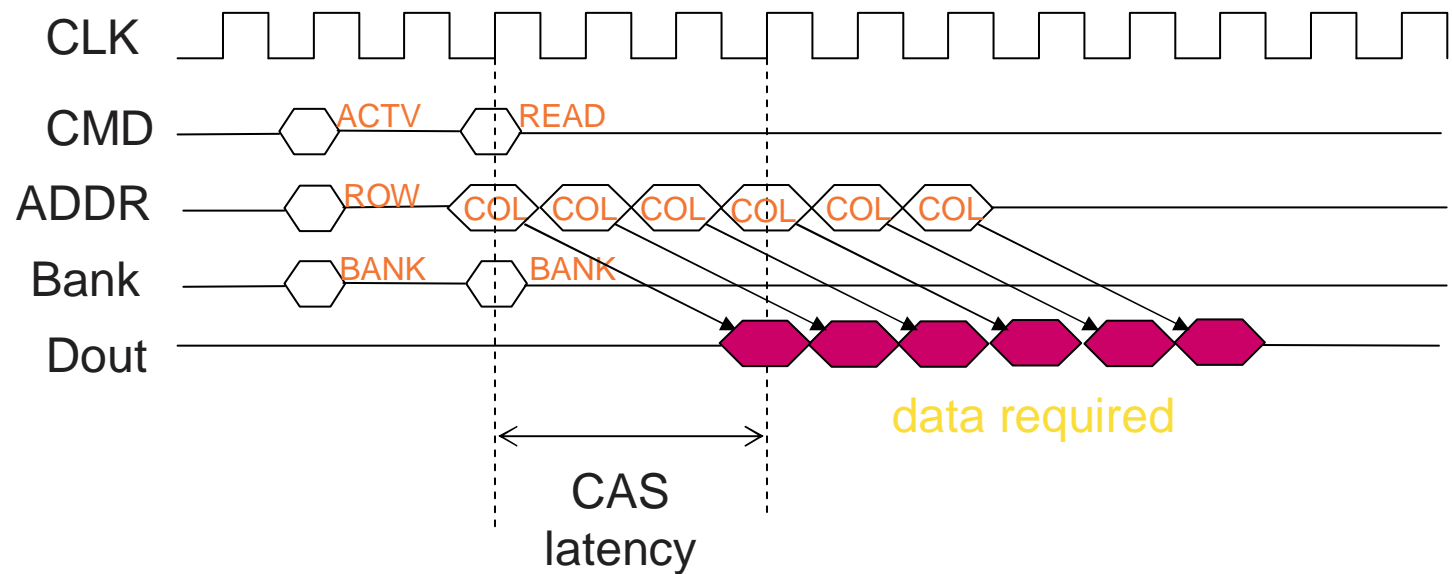 CLK
CMD
ACTV
READ
ADDR
ROW
COL
COL
COL
COL
COL
COL
Bank
BANK
BANK
Dout
data required
CAS
latency